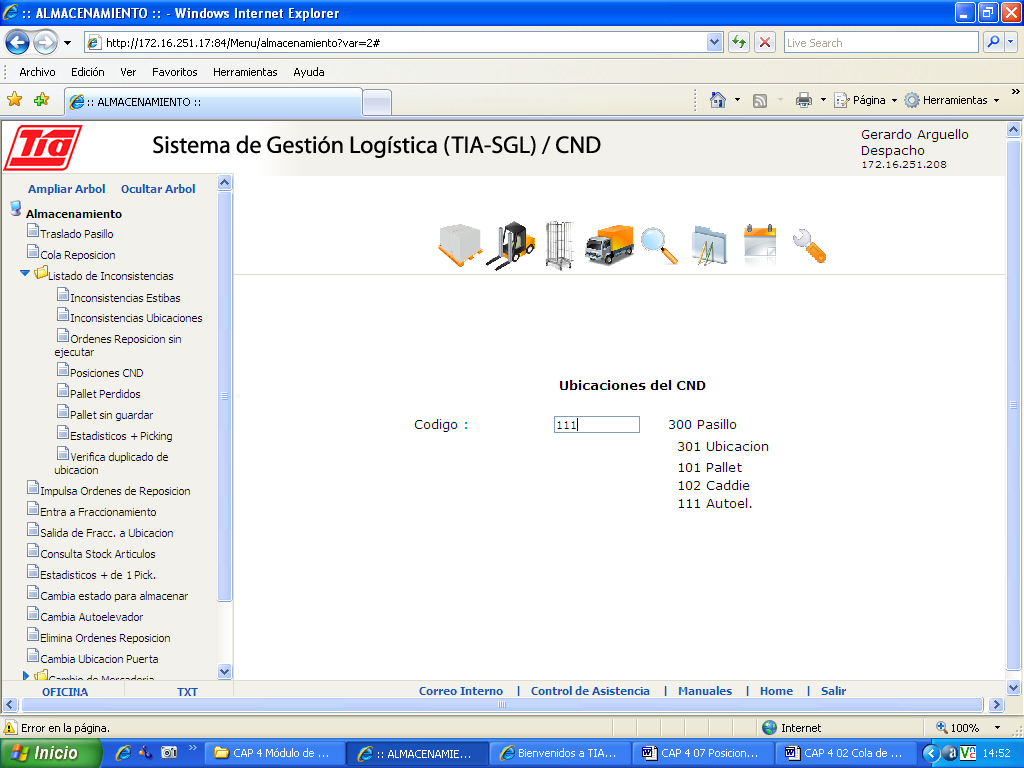 :: ALMACENAMIENTO :: - Windows Internet Explorer
http://172.16.251.17:84/Menu/almacenamiento?var=2#
Live Search
Archivo Edición Ver Favoritos Herramientas Ayuda
:: ALMACENAMIENTO ::
Página Herramientas »
Tia
Sistema de Gestión Logística (TIA-SGL) / CND
Gerardo Arguello
Despacho
172.16.251.208
Ampliar Arbol Ocultar Arbol
Almacenamiento
Traslado Pasillo
Cola Reposicion
Listado de Inconsistencias
Inconsistencias Estibas
Inconsistencias Ubicaciones
Ordenes Reposicion sin
ejecutar
Posiciones CND
Pallet Perdidos
Pallet sin guardar
Estadisticos + Picking
Verifica duplicado de
ubicacion
Impulsa Ordenes de Reposicion
Entra a Fraccionamiento
Salida de Fracc. a Ubicacion
Consulta Stock Articulos
Estadisticos + de 1 Pick.
Cambia estado para almacenar
Cambia Autoelevador
Elimina Ordenes Reposicion
Cambia Ubicacion Puerta
Cambio de Mercaderia
OFICINA TXT
Ubicaciones del CND
Codigo : 111 300 Pasillo
301 Ubicacion
101 Pallet
102 Caddie
111 Autoel.
Correo Interno | Control de Asistencia | Manuales | Home | Salir
Error en la página. Internet 100%
Inicio » CAP 4 Módulo de ... :: ALMACENAMIE... Bienvenidos a TIA... CAP 4 07 Posicion... CAP 4 02 Cola de ... 14:52